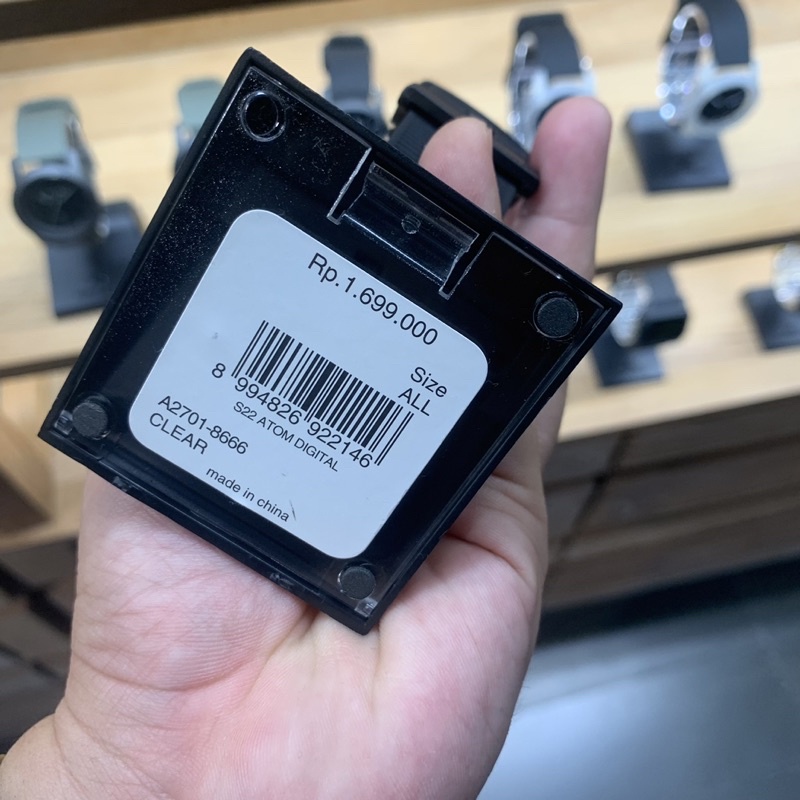 Rp.1.699.000
Size
ALL
8 994826 922146
S22 ATOM DIGITAL
A2701-8666
CLEAR
made in china